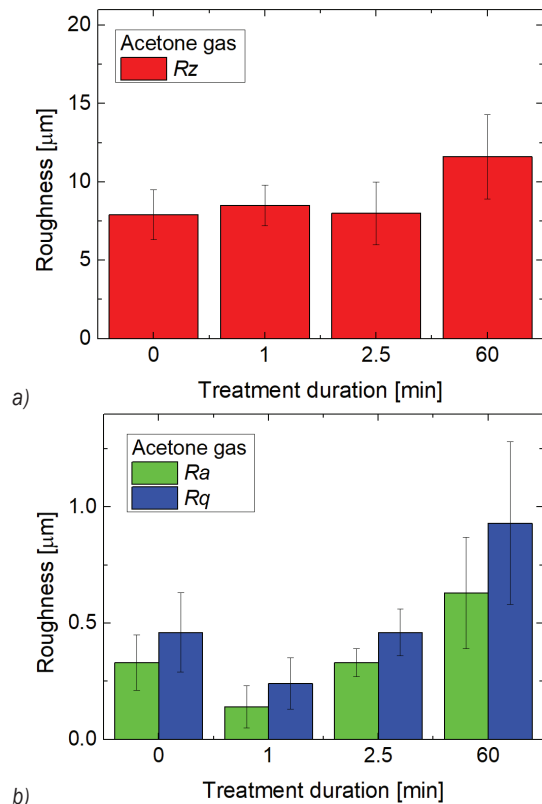 20
15
10
5
0
Roughness [µm]
Acetone gas
Rz
0 1 2.5 60
Treatment duration [min]
a)
1.0
0.5
0.0
Roughness [µm]
Acetone gas
Ra
Rq
0 1 2.5 60
Treatment duration [min]
b)